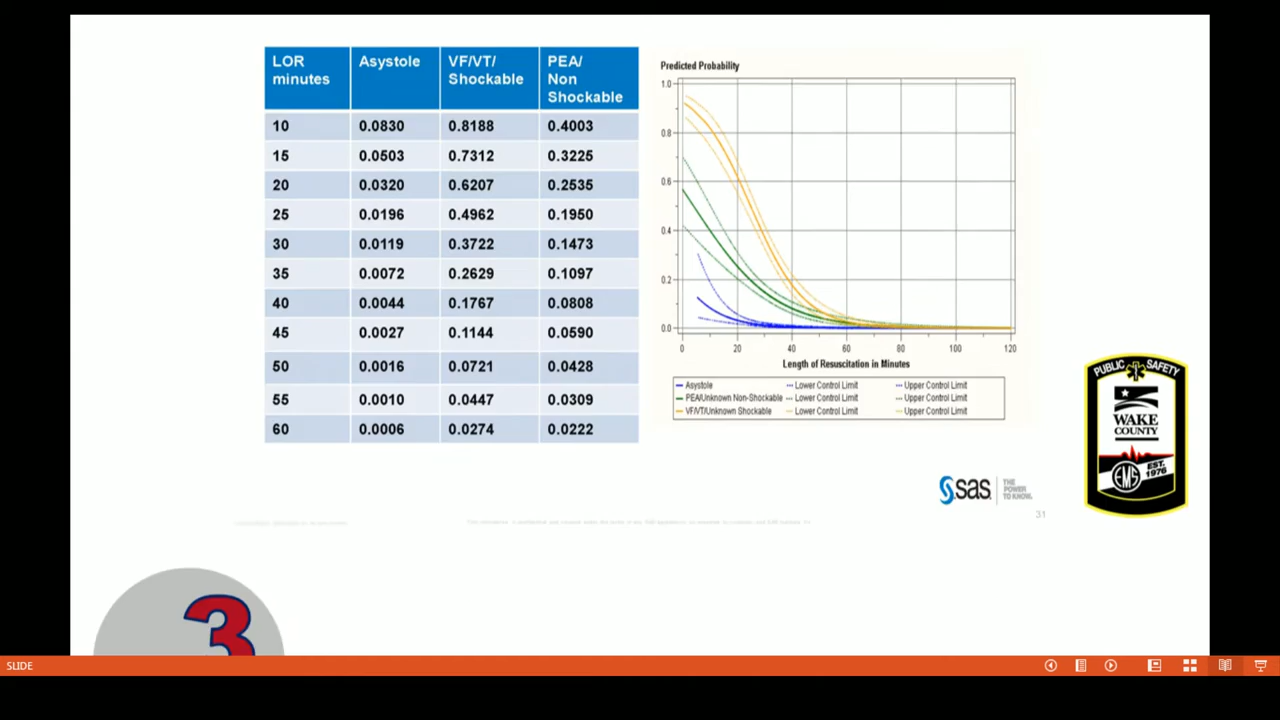 LOR minutes Asystole VF/VT/ Shockable PEA/ Non Shockable
10 0.0830 0.8188 0.4003
15 0.0503 0.7312 0.3225
20 0.0320 0.6207 0.2535
25 0.0196 0.4962 0.1950
30 0.0119 0.3722 0.1473
35 0.0072 0.2629 0.1097
40 0.0044 0.1767 0.0808
45 0.0027 0.1144 0.0590
50 0.0016 0.0721 0.0428
55 0.0010 0.0447 0.0309
60 0.0006 0.0274 0.0222
Predicted Probability
1.0
0.8
0.6
0.4
0.2
0.0
0 20 40 60 80 100 120
Length of Resuscitation in Minutes
Asystole Lower Control Limit Upper Control Limit
PEA/Unknown Non-Shockable Lower Control Limit Upper Control Limit
VF/VT/Unknown Shockable Lower Control Limit Upper Control Limit
PUBLIC SAFETY
WAKE
COUNTY
EMS
EST.
1976
sas
THE
POWER
TO KNOW.
31
3
SLIDE